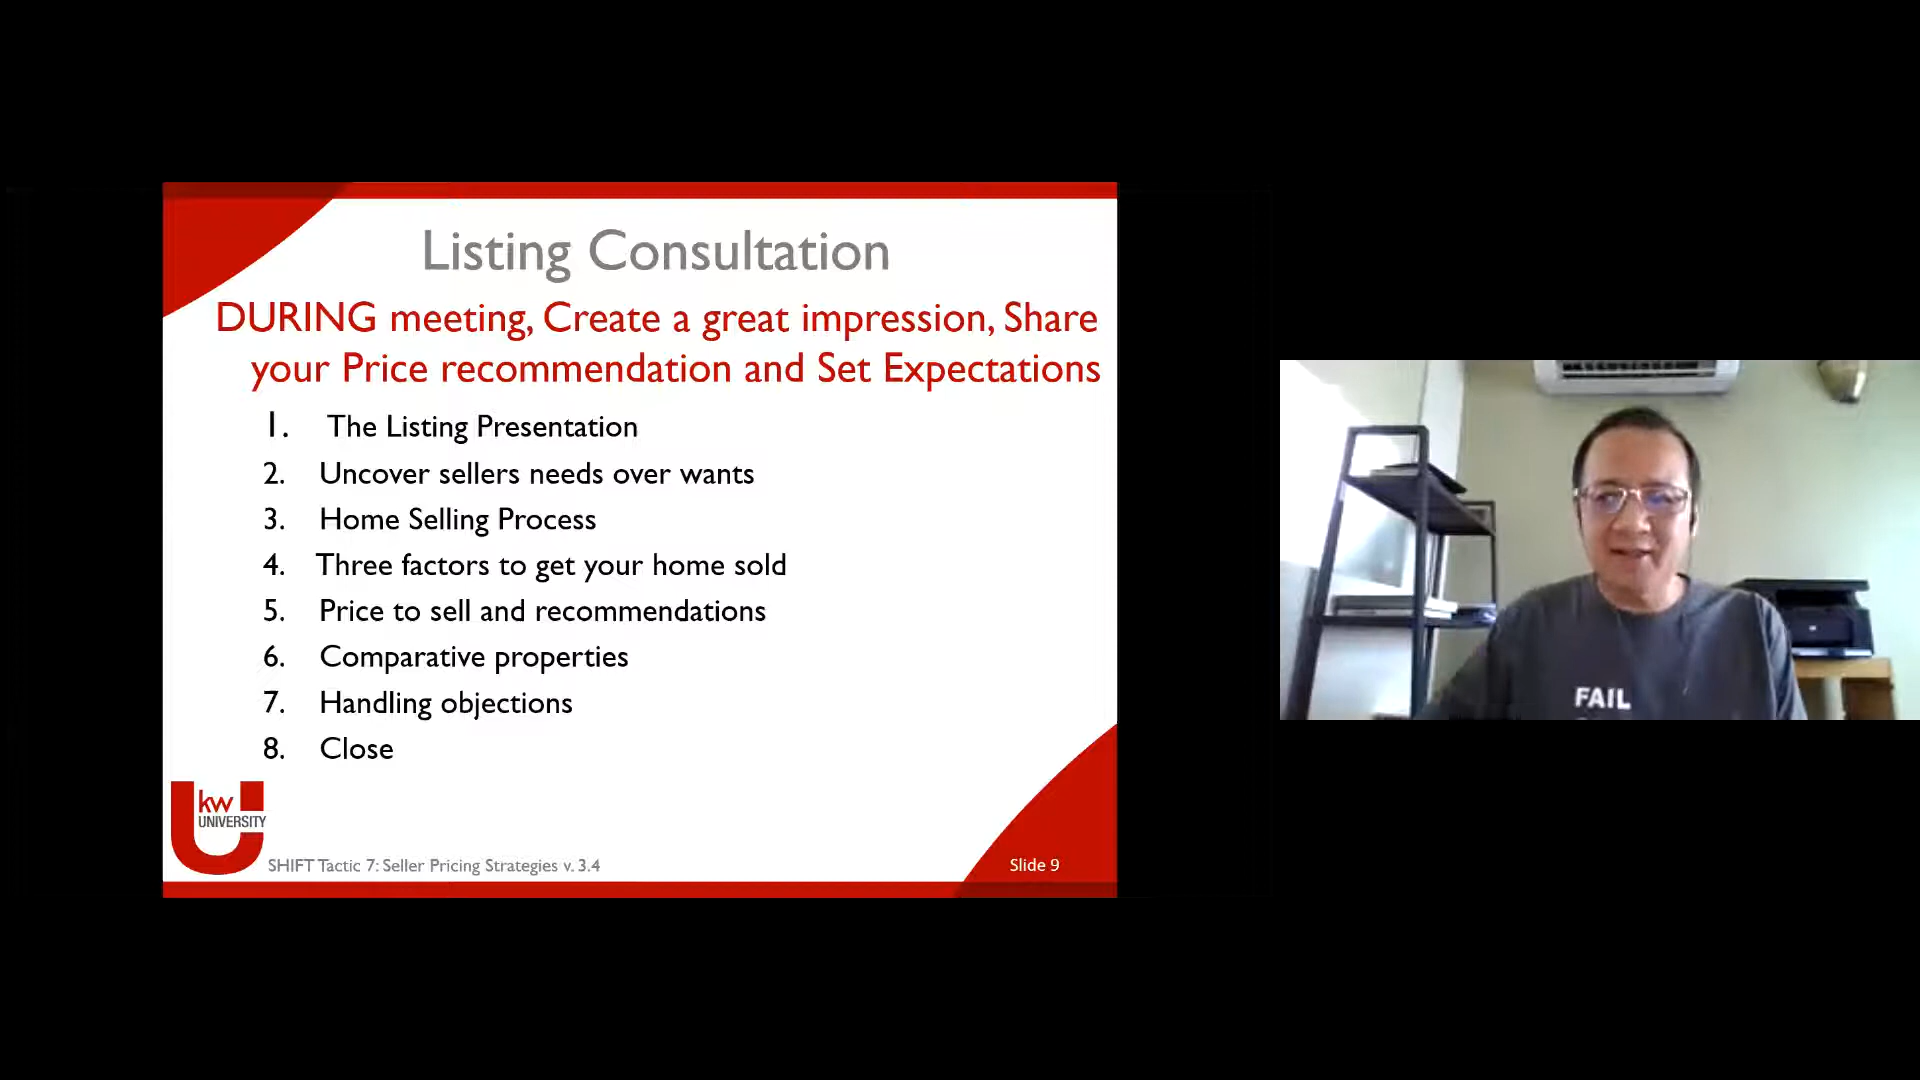 Listing Consultation
DURING meeting, Create a great impression, Share
your Price recommendation and Set Expectations
1. The Listing Presentation
2. Uncover sellers needs over wants
3. Home Selling Process
4. Three factors to get your home sold
5. Price to sell and recommendations
6. Comparative properties
7. Handling objections
8. Close
kw
UNIVERSITY
SHIFT Tactic 7: Seller Pricing Strategies v. 3.4
Slide 9
FAIL